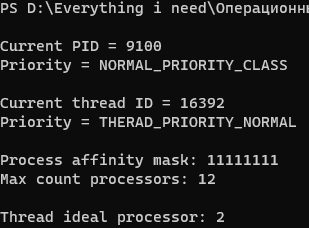 PS D:\Everything i need\Операционн
Current PID = 9100
Priority = NORMAL_PRIORITY_CLASS
Current thread ID = 16392
Priority = THERAD_PRIORITY_NORMAL
Process affinity mask: 11111111
Max count processors: 12
Thread ideal processor: 2